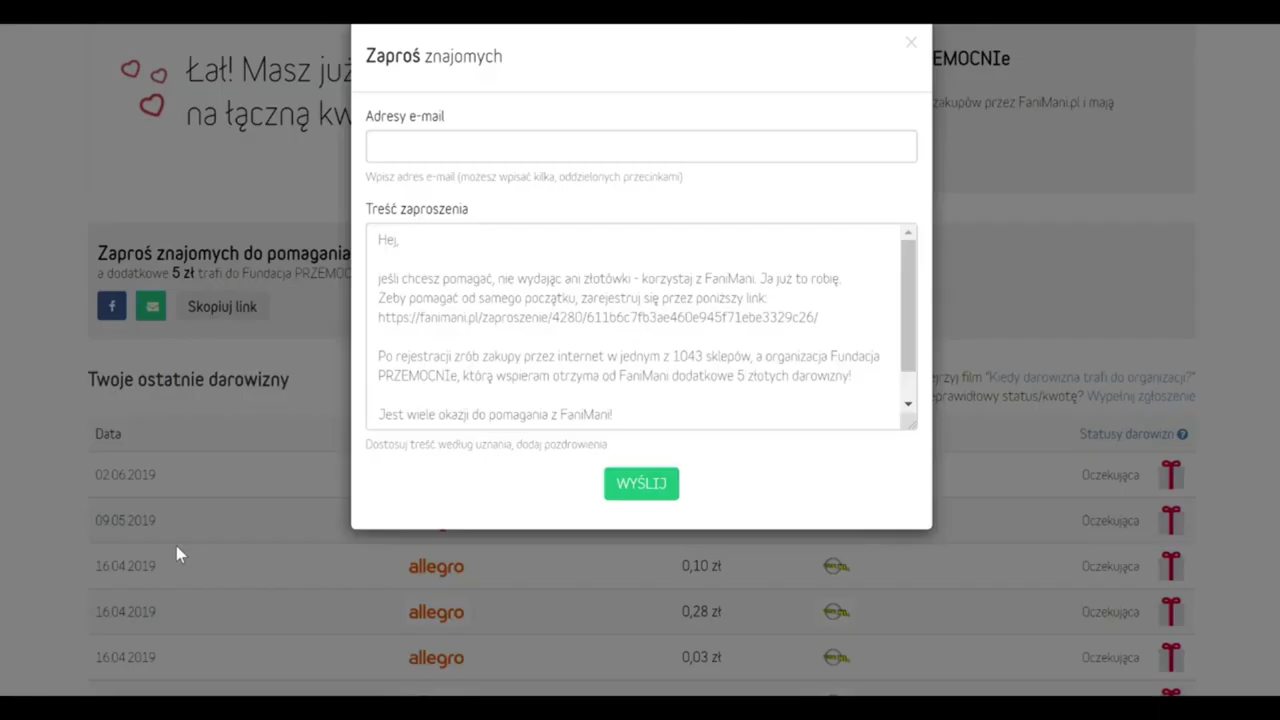 Zaproś znajomych
×
Adresy e-mail
Wpisz adres e-mail (możesz wpisać kilka, oddzielonych przecinkami)
Treść zaproszenia
Hej,
jeśli chcesz pomagać, nie wydając ani złotówki - korzystaj z FaniMani. Ja już to robię.
Żeby pomagać od samego początku, zarejestruj się przez poniższy link:
https://fanimani.pl/zaproszenie/4280/611b6c7fb3ae460e945f71ebe3329c26/
Po rejestracji zrób zakupy przez internet w jednym z 1043 sklepów, a organizacja Fundacja
PRZEMOCNIe, którą wspieram otrzyma od FaniMani dodatkowe 5 złotych darowizny!
Jest wiele okazji do pomagania z FaniMani!
Dostosuj treść według uznania, dodaj pozdrowienia
WYŚLIJ
Łał! Masz już
na łączną kw
EMOCNIe
zakupów przez FaniMani.pl i mają
Zaproś znajomych do pomagania
a dodatkowe 5 zł trafi do Fundacja PRZEMOC
f
Skopiuj link
Twoje ostatnie darowizny
jrzyj film "Kiedy darowizna trafi do organizacji?"
eprawidłowy status/kwotę? Wypełnij zgłoszenie
Data Statusy darowizn ?
02.06.2019 Oczekująca
09.05.2019 Oczekująca
16.04.2019 allegro 0,10 zł Oczekująca
16.04.2019 allegro 0,28 zł Oczekująca
16.04.2019 allegro 0,03 zł Oczekująca